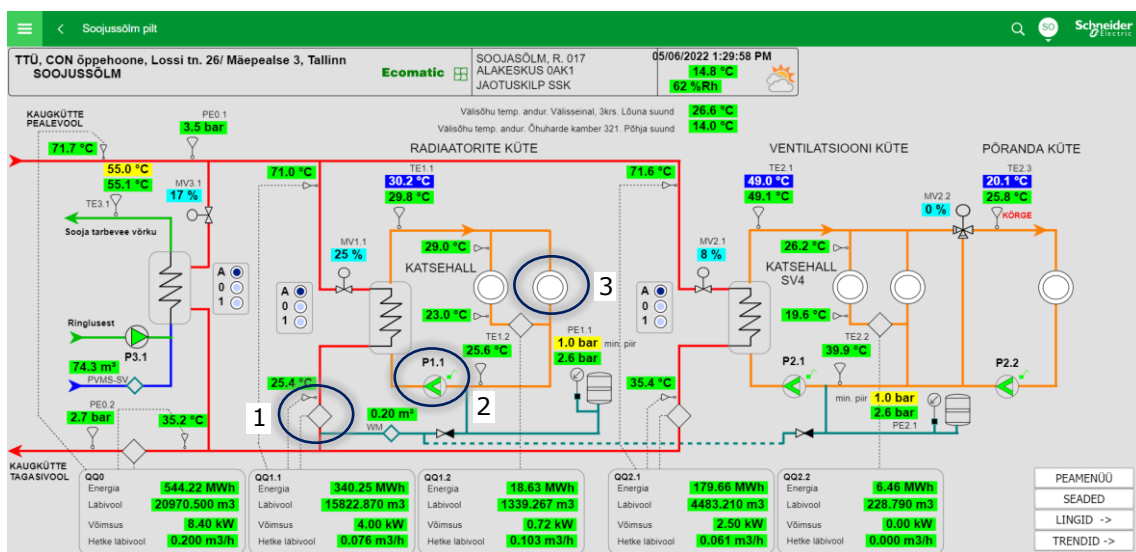 Soojussõlm pilt
SO
Schneider
Electric
TTÜ, CON õppehoone, Lossi tn. 26/ Mäepealse 3, Tallinn
SOOJUSSÕLM
Ecomatic
SOOJASÕLM, R. 017
ALAKESKUS 0AK1
JAOTUSKILP SSK
05/06/2022 1:29:58 PM
14.8 °C
62 %Rh
Välisõhu temp. andur. Välisseinal, 3krs. Lõuna suund
26.6 °C
Välisõhu temp. andur. Õhuharde kamber 321. Põhja suund
14.0 °C
KAUGKÜTTE
PEALEVOOL
PE0.1
3.5 bar
71.7 °C
55.0 °C
55.1 °C
TE3.1
MV3.1
17 %
Sooja tarbevee võrku
A
0
1
Ringlusest
P3.1
74.3 m³
PVMS-SV
PE0.2
2.7 bar
35.2 °C
KAUGKÜTTE
TAGASIVOOL
RADIAATORITE KÜTE
71.0 °C
TE1.1
30.2 °C
29.8 °C
MV1.1
25 %
29.0 °C
KATSEHALL
A
0
1
23.0 °C
3
TE1.2
25.6 °C
PE1.1
1.0 bar
min. piir
2.6 bar
P1.1
25.4 °C
1
2
0.20 m³
WM
VENTILATSIOONI KÜTE
71.6 °C
TE2.1
49.0 °C
49.1 °C
MV2.1
8 %
26.2 °C
KATSEHALL
SV4
A
0
1
19.6 °C
TE2.2
39.9 °C
P2.1
35.4 °C
min. piir
1.0 bar
2.6 bar
PE2.1
PÕRANDA KÜTE
TE2.3
20.1 °C
25.8 °C
KÕRGE
MV2.2
0 %
P2.2
QQ0
Energia 544.22 MWh
Läbivool 20970.500 m3
Võimsus 8.40 kW
Hetke läbivool 0.200 m3/h
QQ1.1
Energia 340.25 MWh
Läbivool 15822.870 m3
Võimsus 4.00 kW
Hetke läbivool 0.076 m3/h
QQ1.2
Energia 18.63 MWh
Läbivool 1339.267 m3
Võimsus 0.72 kW
Hetke läbivool 0.103 m3/h
QQ2.1
Energia 179.66 MWh
Läbivool 4483.210 m3
Võimsus 2.50 kW
Hetke läbivool 0.061 m3/h
QQ2.2
Energia 6.46 MWh
Läbivool 228.790 m3
Võimsus 0.00 kW
Hetke läbivool 0.000 m3/h
PEAMENÜÜ
SEADED
LINGID ->
TRENDID ->